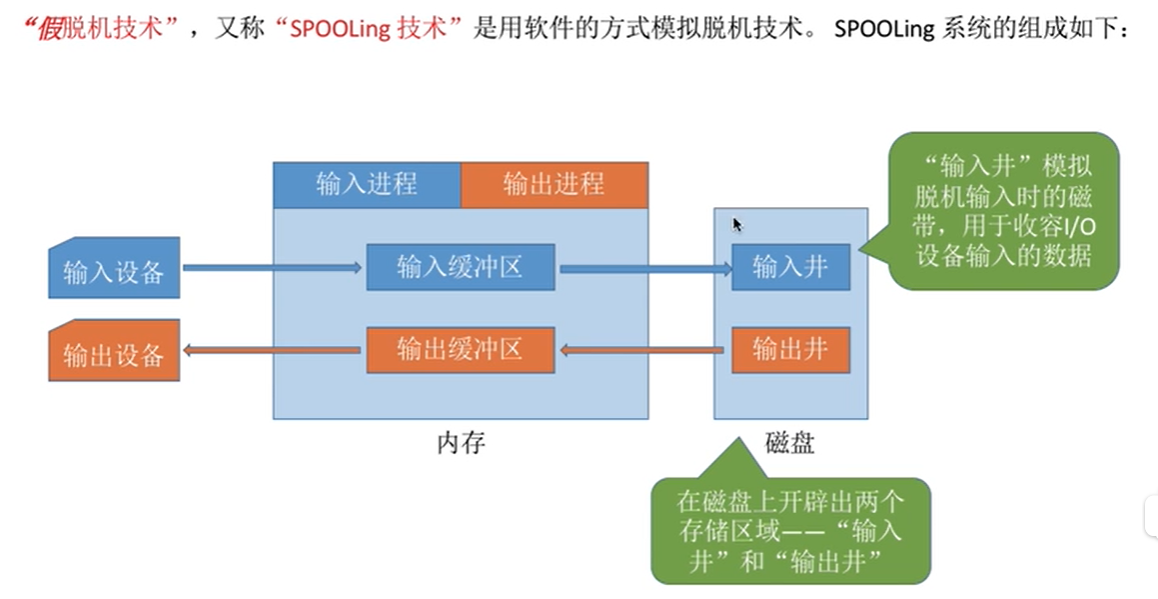 “假脱机技术”，又称“SPOOLing 技术”是用软件的方式模拟脱机技术。 SPOOLing 系统的组成如下：
输入进程
输出进程
“输入井”模拟
脱机输入时的磁
带，用于收容I/O
设备输入的数据
输入设备
输入缓冲区
输入井
输出设备
输出缓冲区
输出井
内存
磁盘
在磁盘上开辟出两个
存储区域——“输入
井”和“输出井”